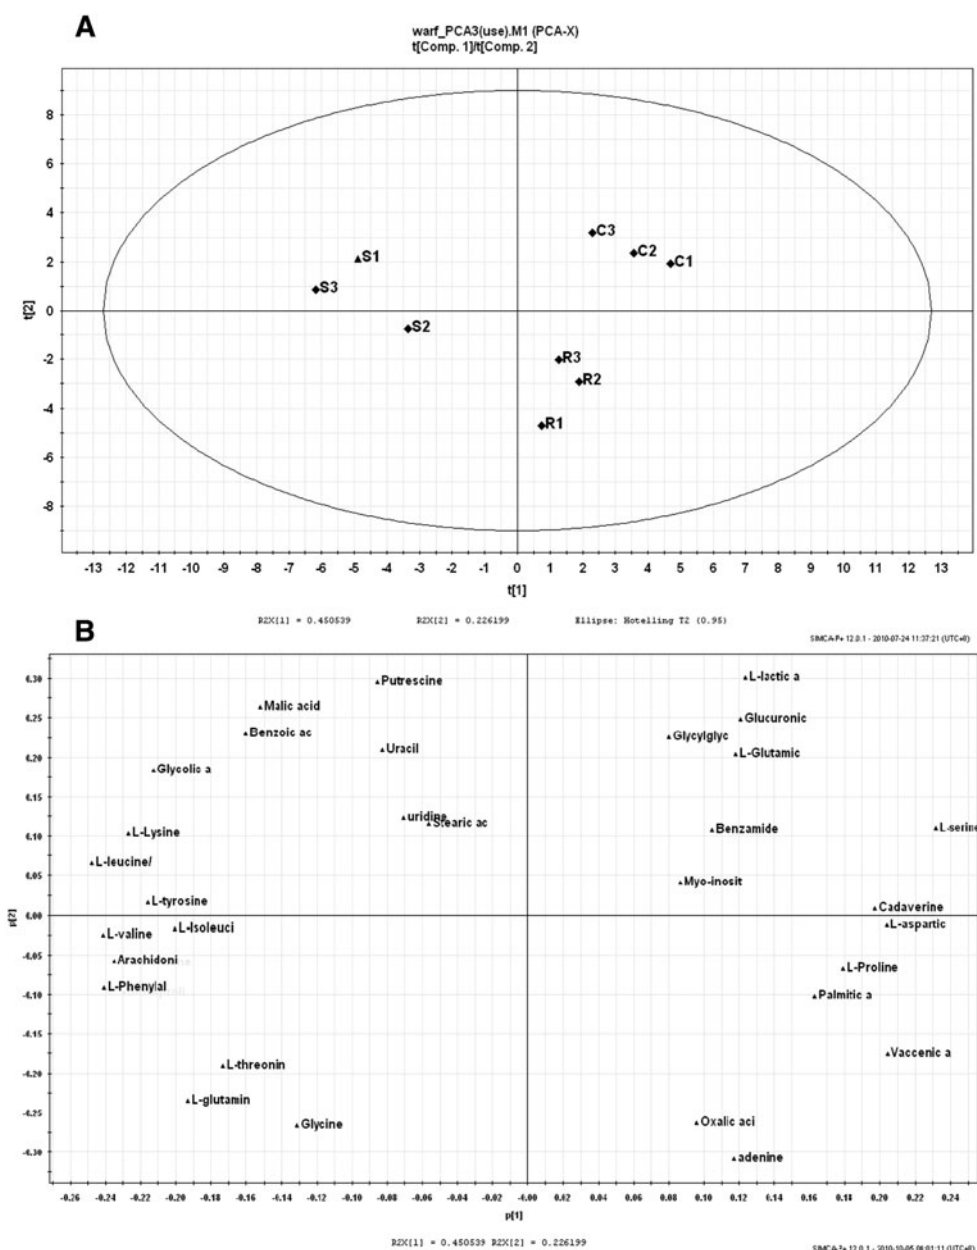 A
warf_PCA3(use).M1 (PCA-X)
t[Comp. 1]/t[Comp. 2]
8
6
4
2
0
-2
-4
-6
-8
t[2]
C3
C2
C1
S1
S3
S2
R3
R2
R1
-13 -12 -11 -10 -9 -8 -7 -6 -5 -4 -3 -2 -1 0 1 2 3 4 5 6 7 8 9 10 11 12 13
t[1]
R2X[1] = 0.450539 R2X[2] = 0.226199 Ellipse: Hotelling T2 (0.95)
SIMCA-P+ 12.0.1 - 2010-07-24 11:37:21 (UTC+8)
B
0.30
0.25
0.20
0.15
0.10
0.05
0.00
-0.05
-0.10
-0.15
-0.20
-0.25
-0.30
p[2]
Putrescine
L-lactic a
Malic acid
Glucuronic
Benzoic ac
Glycylglyc
Uracil
L-Glutamic
Glycolic a
uridine
Stearic ac
L-Lysine
Benzamide
L-serine
L-leucine/
Myo-inosit
L-tyrosine
Cadaverine
L-Isoleuci
L-aspartic
L-valine
Arachidoni
L-Proline
L-Phenylal
Palmitic a
Vaccenic a
L-threonin
L-glutamin
Glycine
Oxalic aci
adenine
-0.26 -0.24 -0.22 -0.20 -0.18 -0.16 -0.14 -0.12 -0.10 -0.08 -0.06 -0.04 -0.02 -0.00 0.02 0.04 0.06 0.08 0.10 0.12 0.14 0.16 0.18 0.20 0.22 0.24
p[1]
R2X[1] = 0.450539 R2X[2] = 0.226199